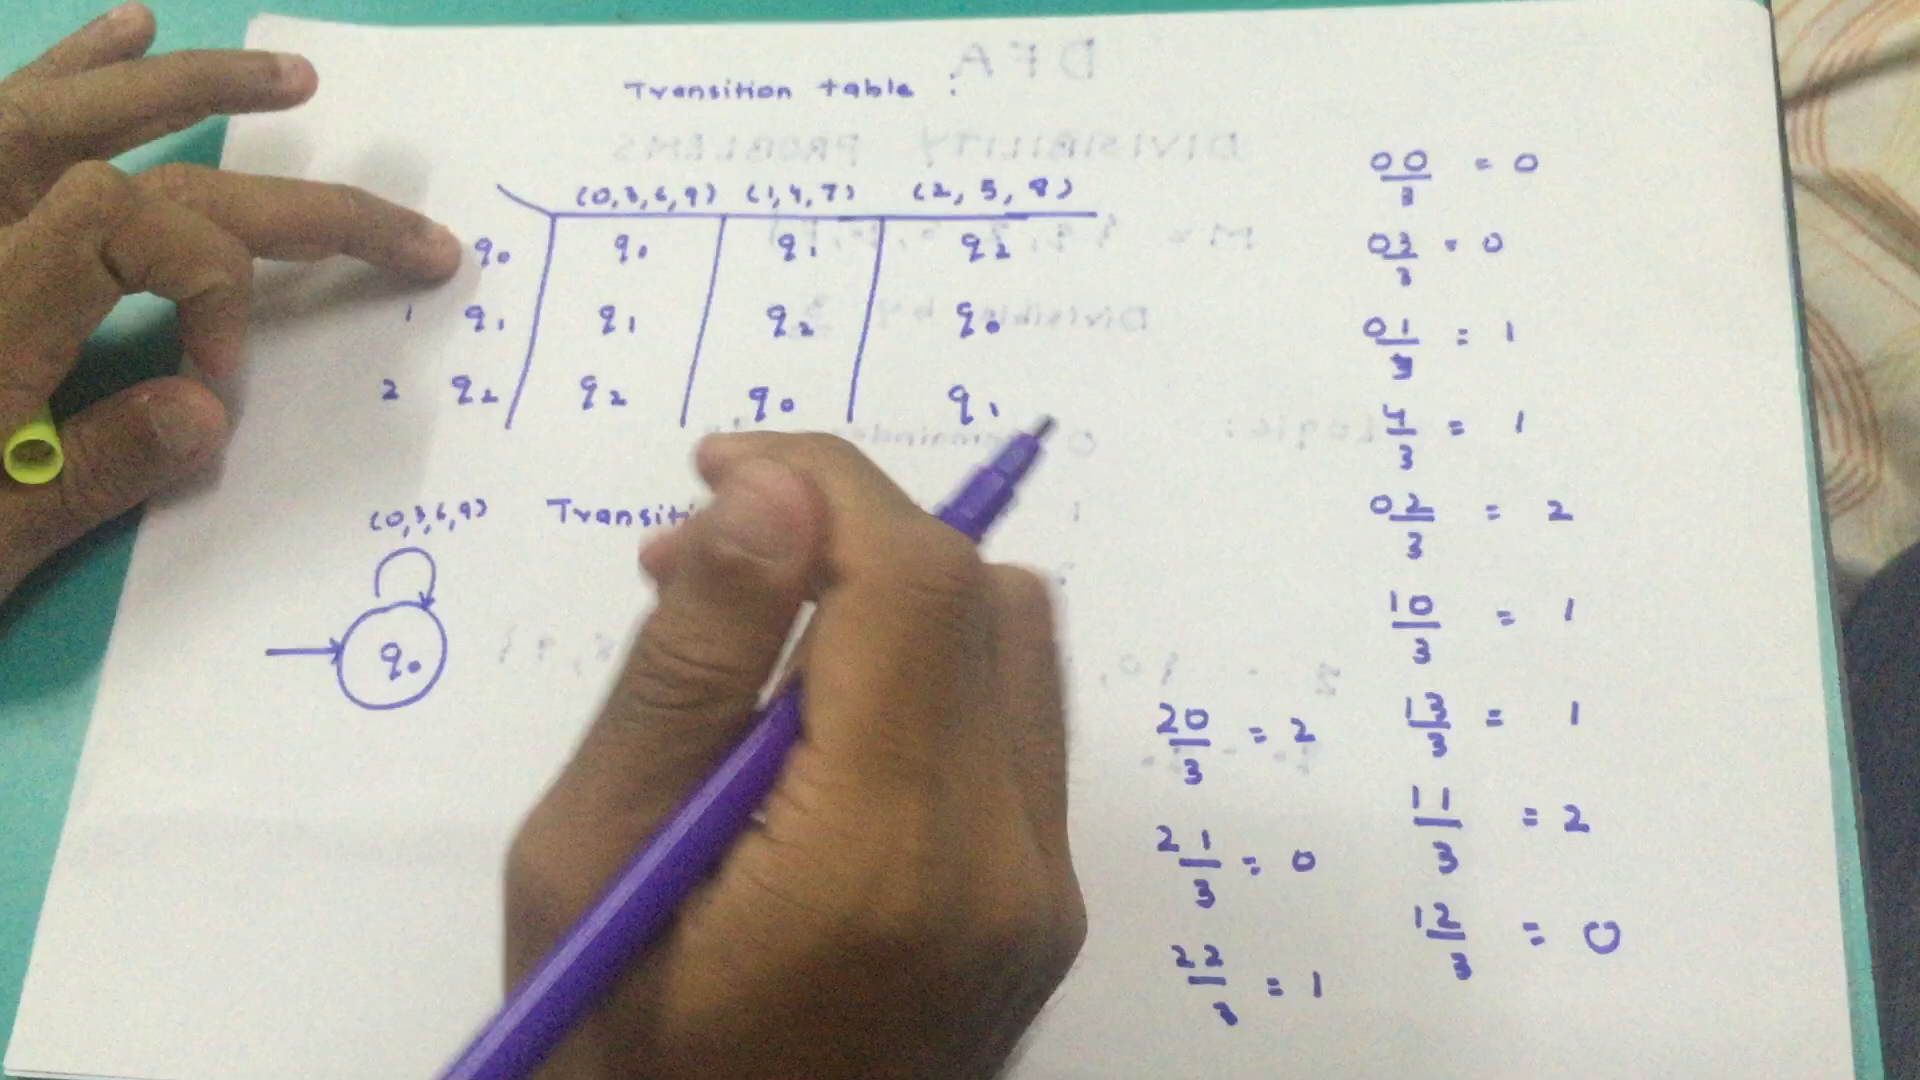 Transition table :
(0,3,6,9) (1,4,7) (2, 5, 8)
q0 q0 q1 q2
1 q1 q1 q2 q0
2 q2 q2 q0 q1
(0,3,6,9)
q0
00/3 = 0
03/3 = 0
01/3 = 1
4/3 = 1
02/3 = 2
10/3 = 1
13/3 = 1
11/3 = 2
12/3 = 0
20/3 = 2
21/3 = 0
22/3 = 1